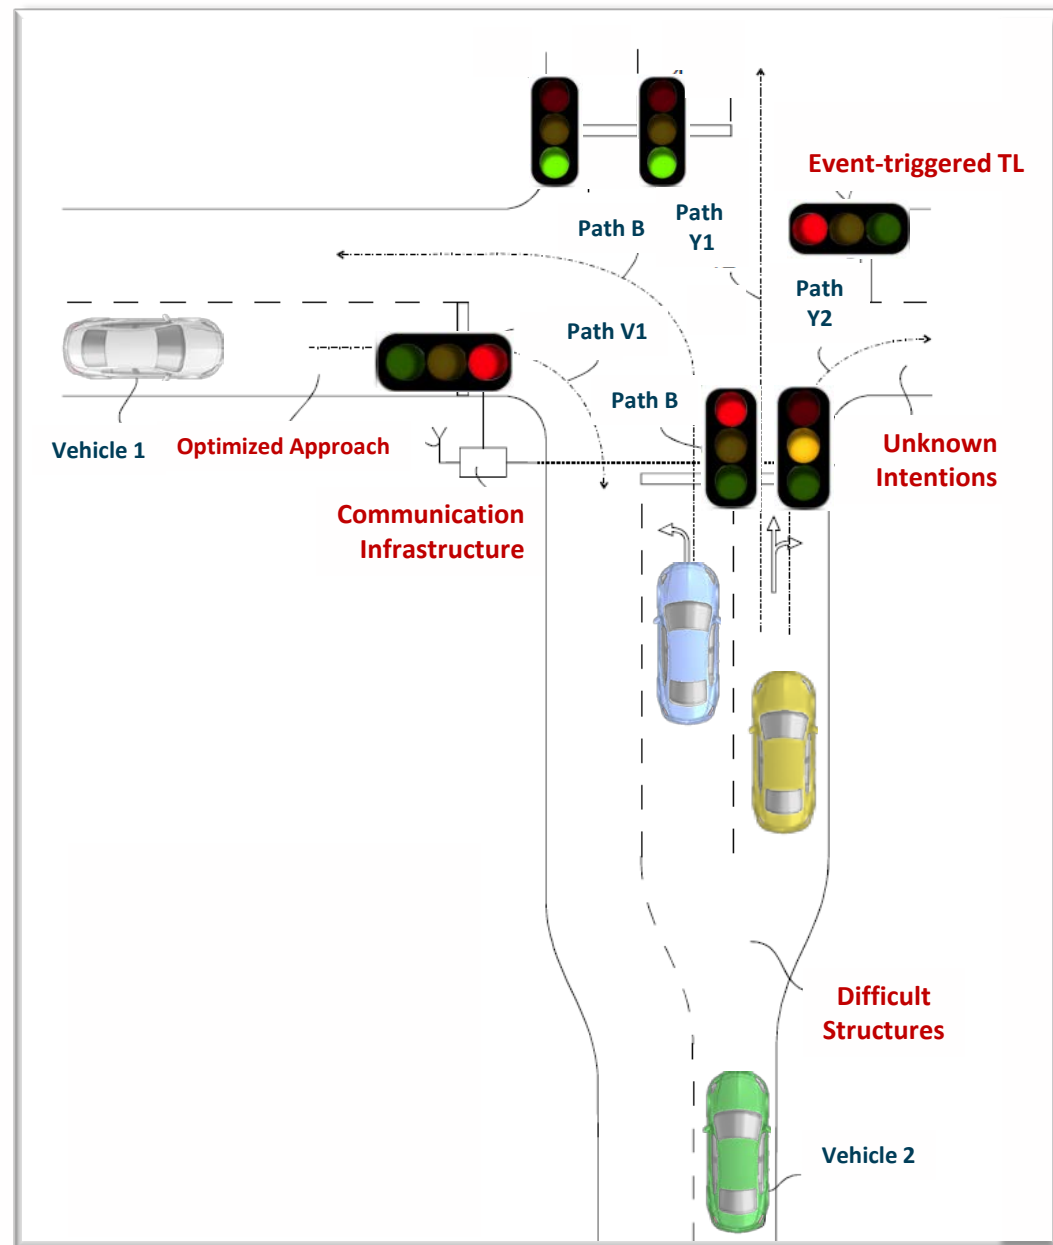 Event-triggered TL
Path B
Path
Y1
Path
Y2
Path V1
Path B
Vehicle 1
Optimized Approach
Unknown
Intentions
Communication
Infrastructure
Difficult
Structures
Vehicle 2